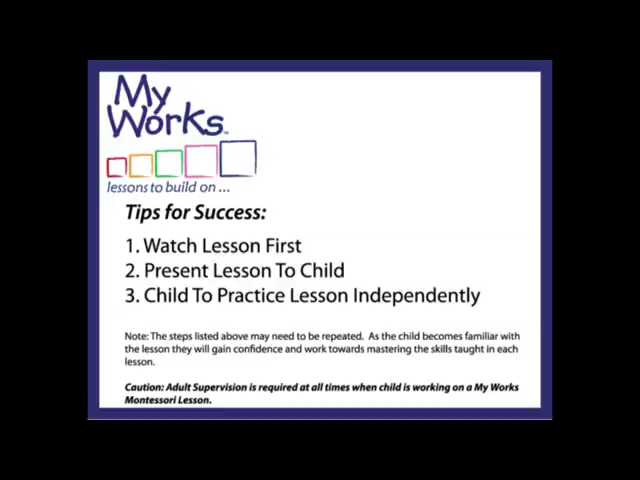 My
Works™
lessons to build on ...
Tips for Success:
1. Watch Lesson First
2. Present Lesson To Child
3. Child To Practice Lesson Independently
Note: The steps listed above may need to be repeated. As the child becomes familiar with
the lesson they will gain confidence and work towards mastering the skills taught in each
lesson.
Caution: Adult Supervision is required at all times when child is working on a My Works
Montessori Lesson.